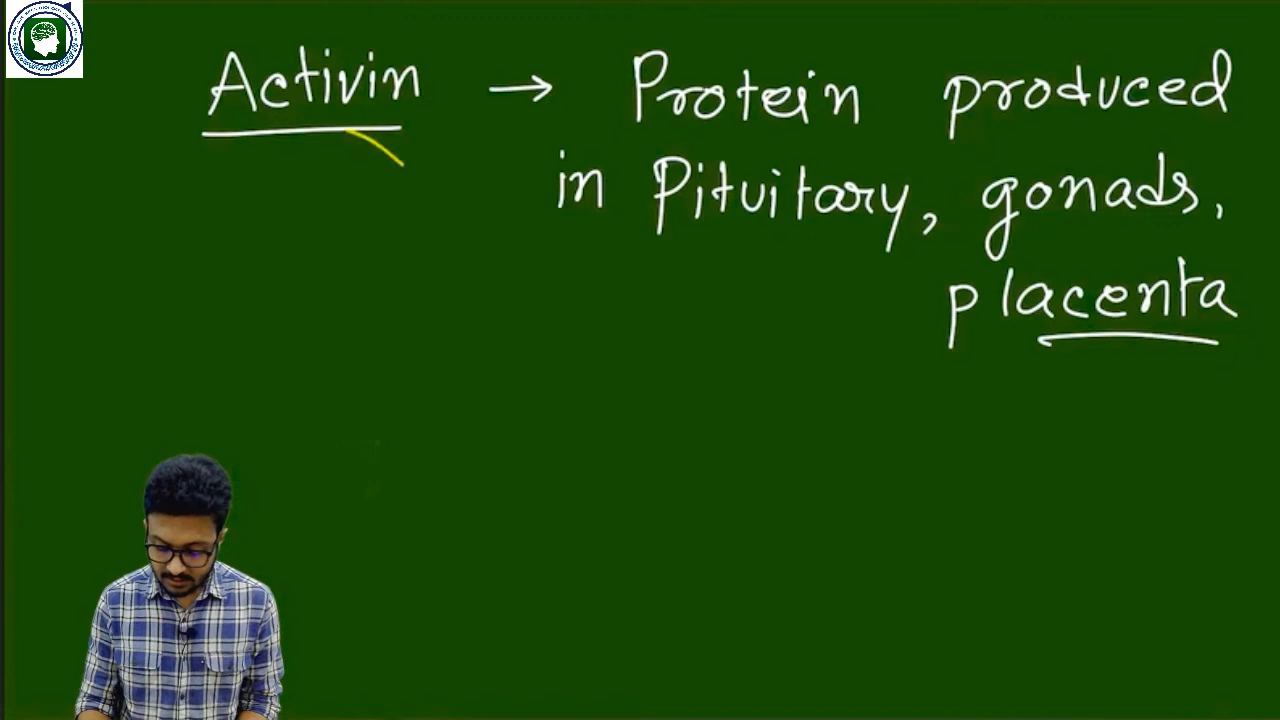 Activin → Protein produced
in Pituitary, gonads,
placenta